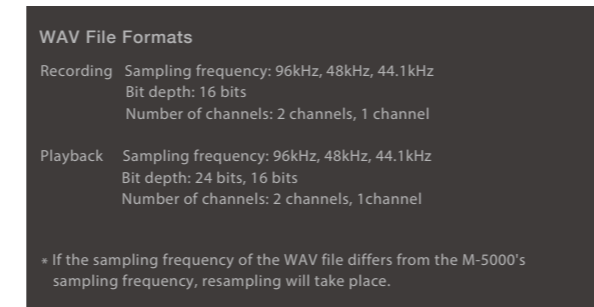 WAV File Formats
Recording Sampling frequency: 96kHz, 48kHz, 44.1kHz
Bit depth: 16 bits
Number of channels: 2 channels, 1 channel
Playback Sampling frequency: 96kHz, 48kHz, 44.1kHz
Bit depth: 24 bits, 16 bits
Number of channels: 2 channels, 1channel
* If the sampling frequency of the WAV file differs from the M-5000's
sampling frequency, resampling will take place.